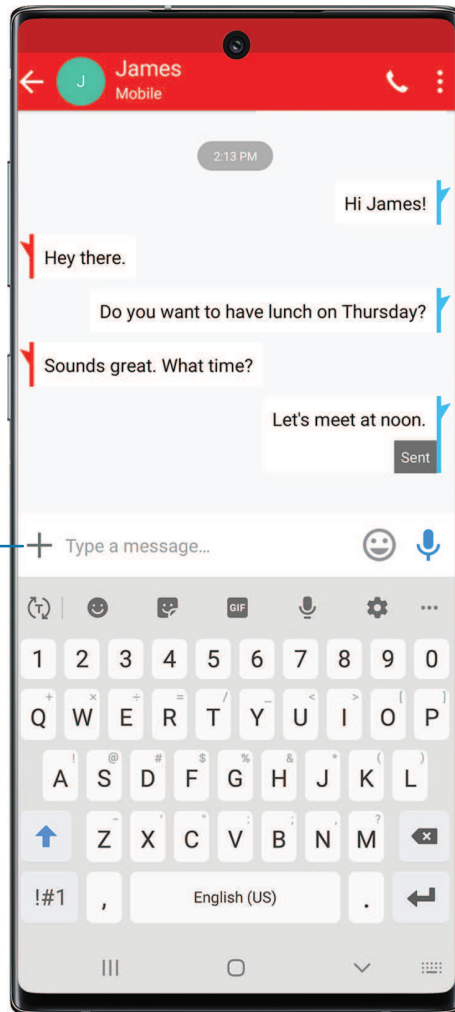 James
J
Mobile
2:13 PM
Hi James!
Hey there.
Do you want to have lunch on Thursday?
Sounds great. What time?
Let's meet at noon.
Sent
Type a message...
T
GIF
1 2 3 4 5 6 7 8 9 0
+ × ÷ = / _ < > [ ]
Q W E R T Y U I O P
! @ # $ % & * ( )
A S D F G H J K L
- ' " : ; , ?
Z X C V B N M
!#1 , English (US) .